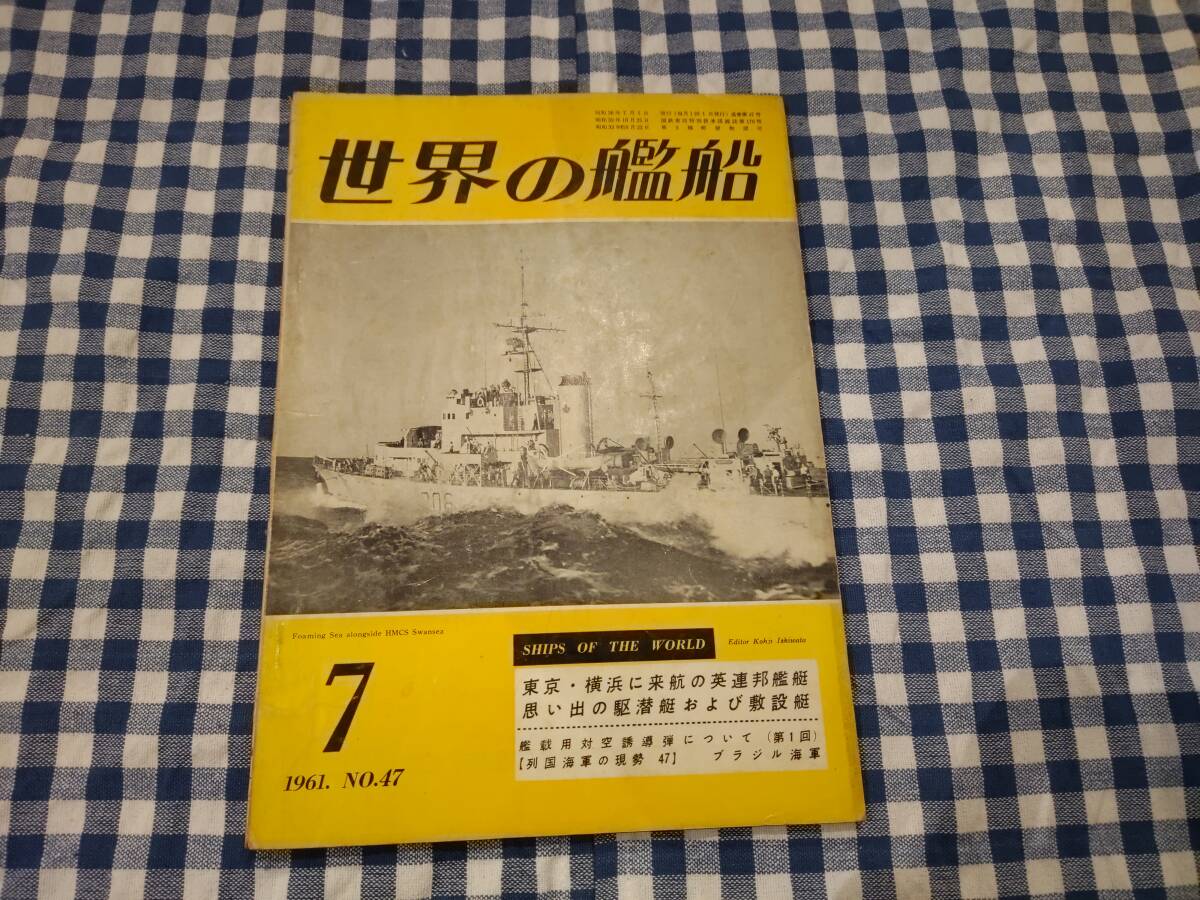 世界の艦船
306
Foaming Sea alongside HMCS Swansea
7
1961. NO.47
SHIPS OF THE WORLD
Editor Kohji Ishiwata
東京・横浜に来航の英連邦艦艇
思い出の駆潜艇および敷設艇
艦載用対空誘導弾について（第1回）
【列国海軍の現勢 47】 ブラジル海軍